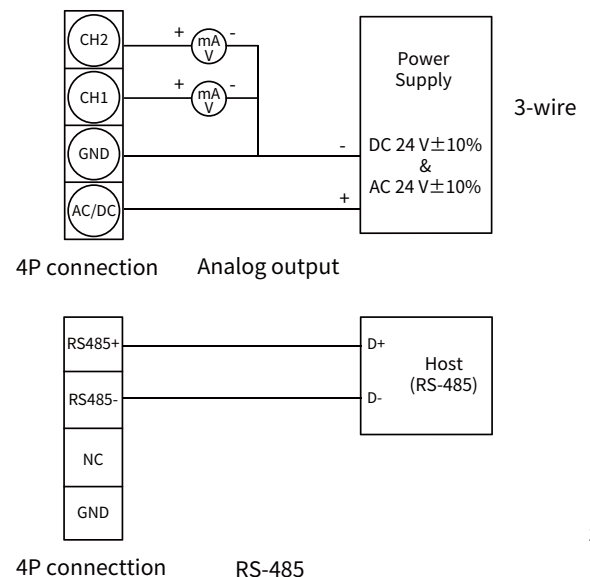 CH2
+
mA
V
-
CH1
+
mA
V
-
GND
-
AC/DC
+
Power
Supply
DC 24 V±10%
&
AC 24 V±10%
3-wire
4P connection
Analog output
RS485+
D+
RS485-
D-
NC
GND
Host
(RS-485)
4P connecttion
RS-485